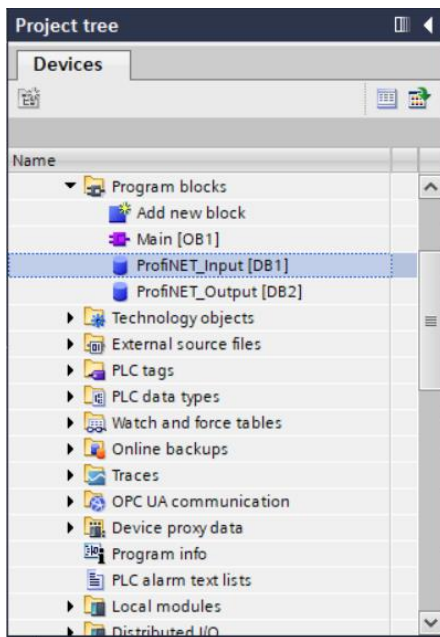 Project tree
Devices
Name
Program blocks
Add new block
Main [OB1]
ProfiNET_Input [DB1]
ProfiNET_Output [DB2]
Technology objects
External source files
PLC tags
PLC data types
Watch and force tables
Online backups
Traces
OPC UA communication
Device proxy data
Program info
PLC alarm text lists
Local modules
Distributed I/O